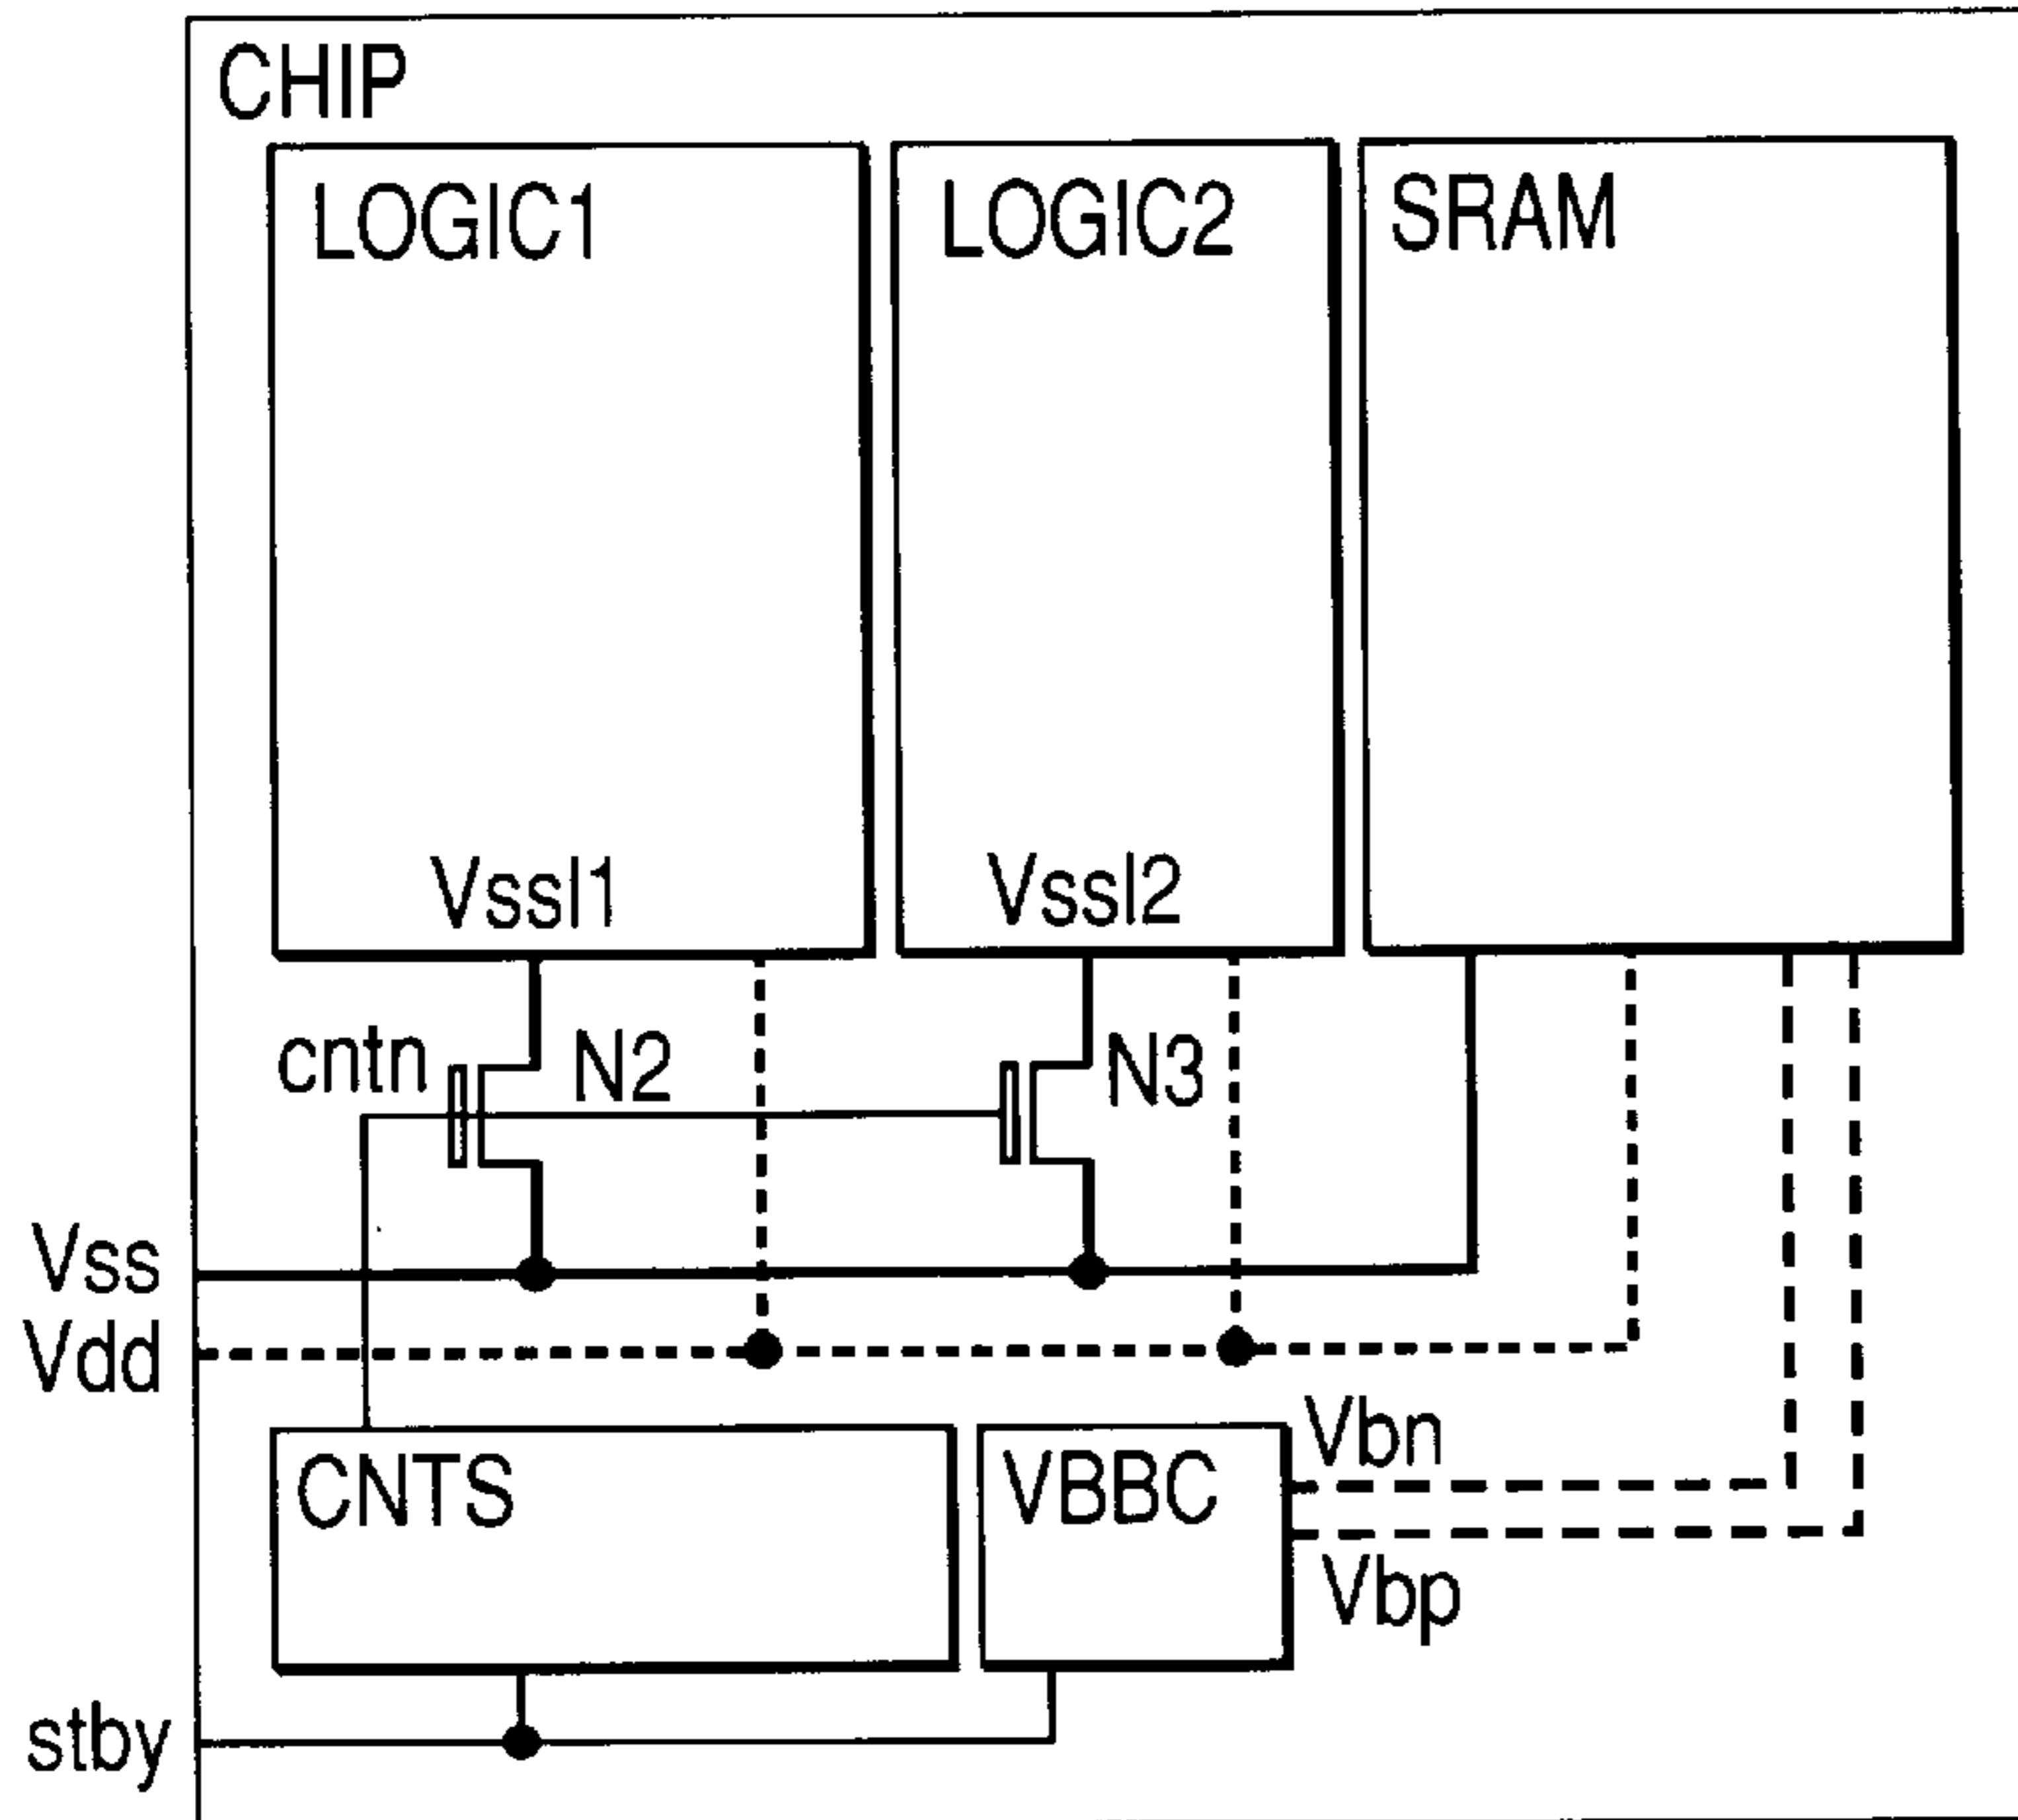 CHIP
LOGIC1
LOGIC2
SRAM
Vssl1
Vssl2
cntn
N2
N3
Vss
Vdd
CNTS
VBBC
Vbn
Vbp
stby